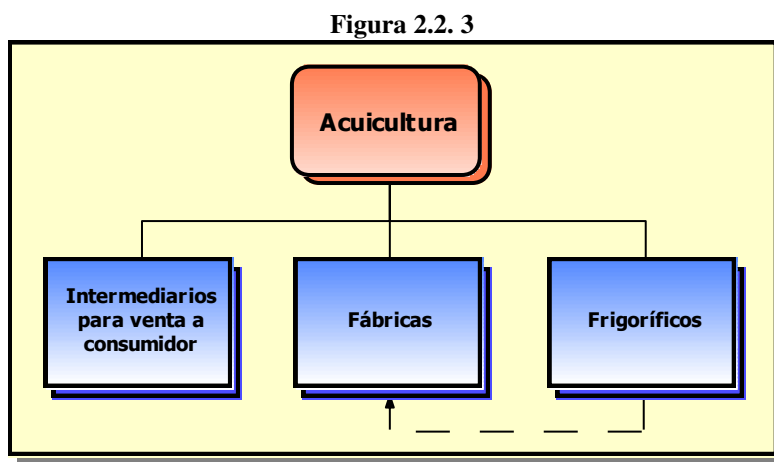 Figura 2.2. 3
Acuicultura
Intermediarios
para venta a
consumidor
Fábricas
Frigoríficos